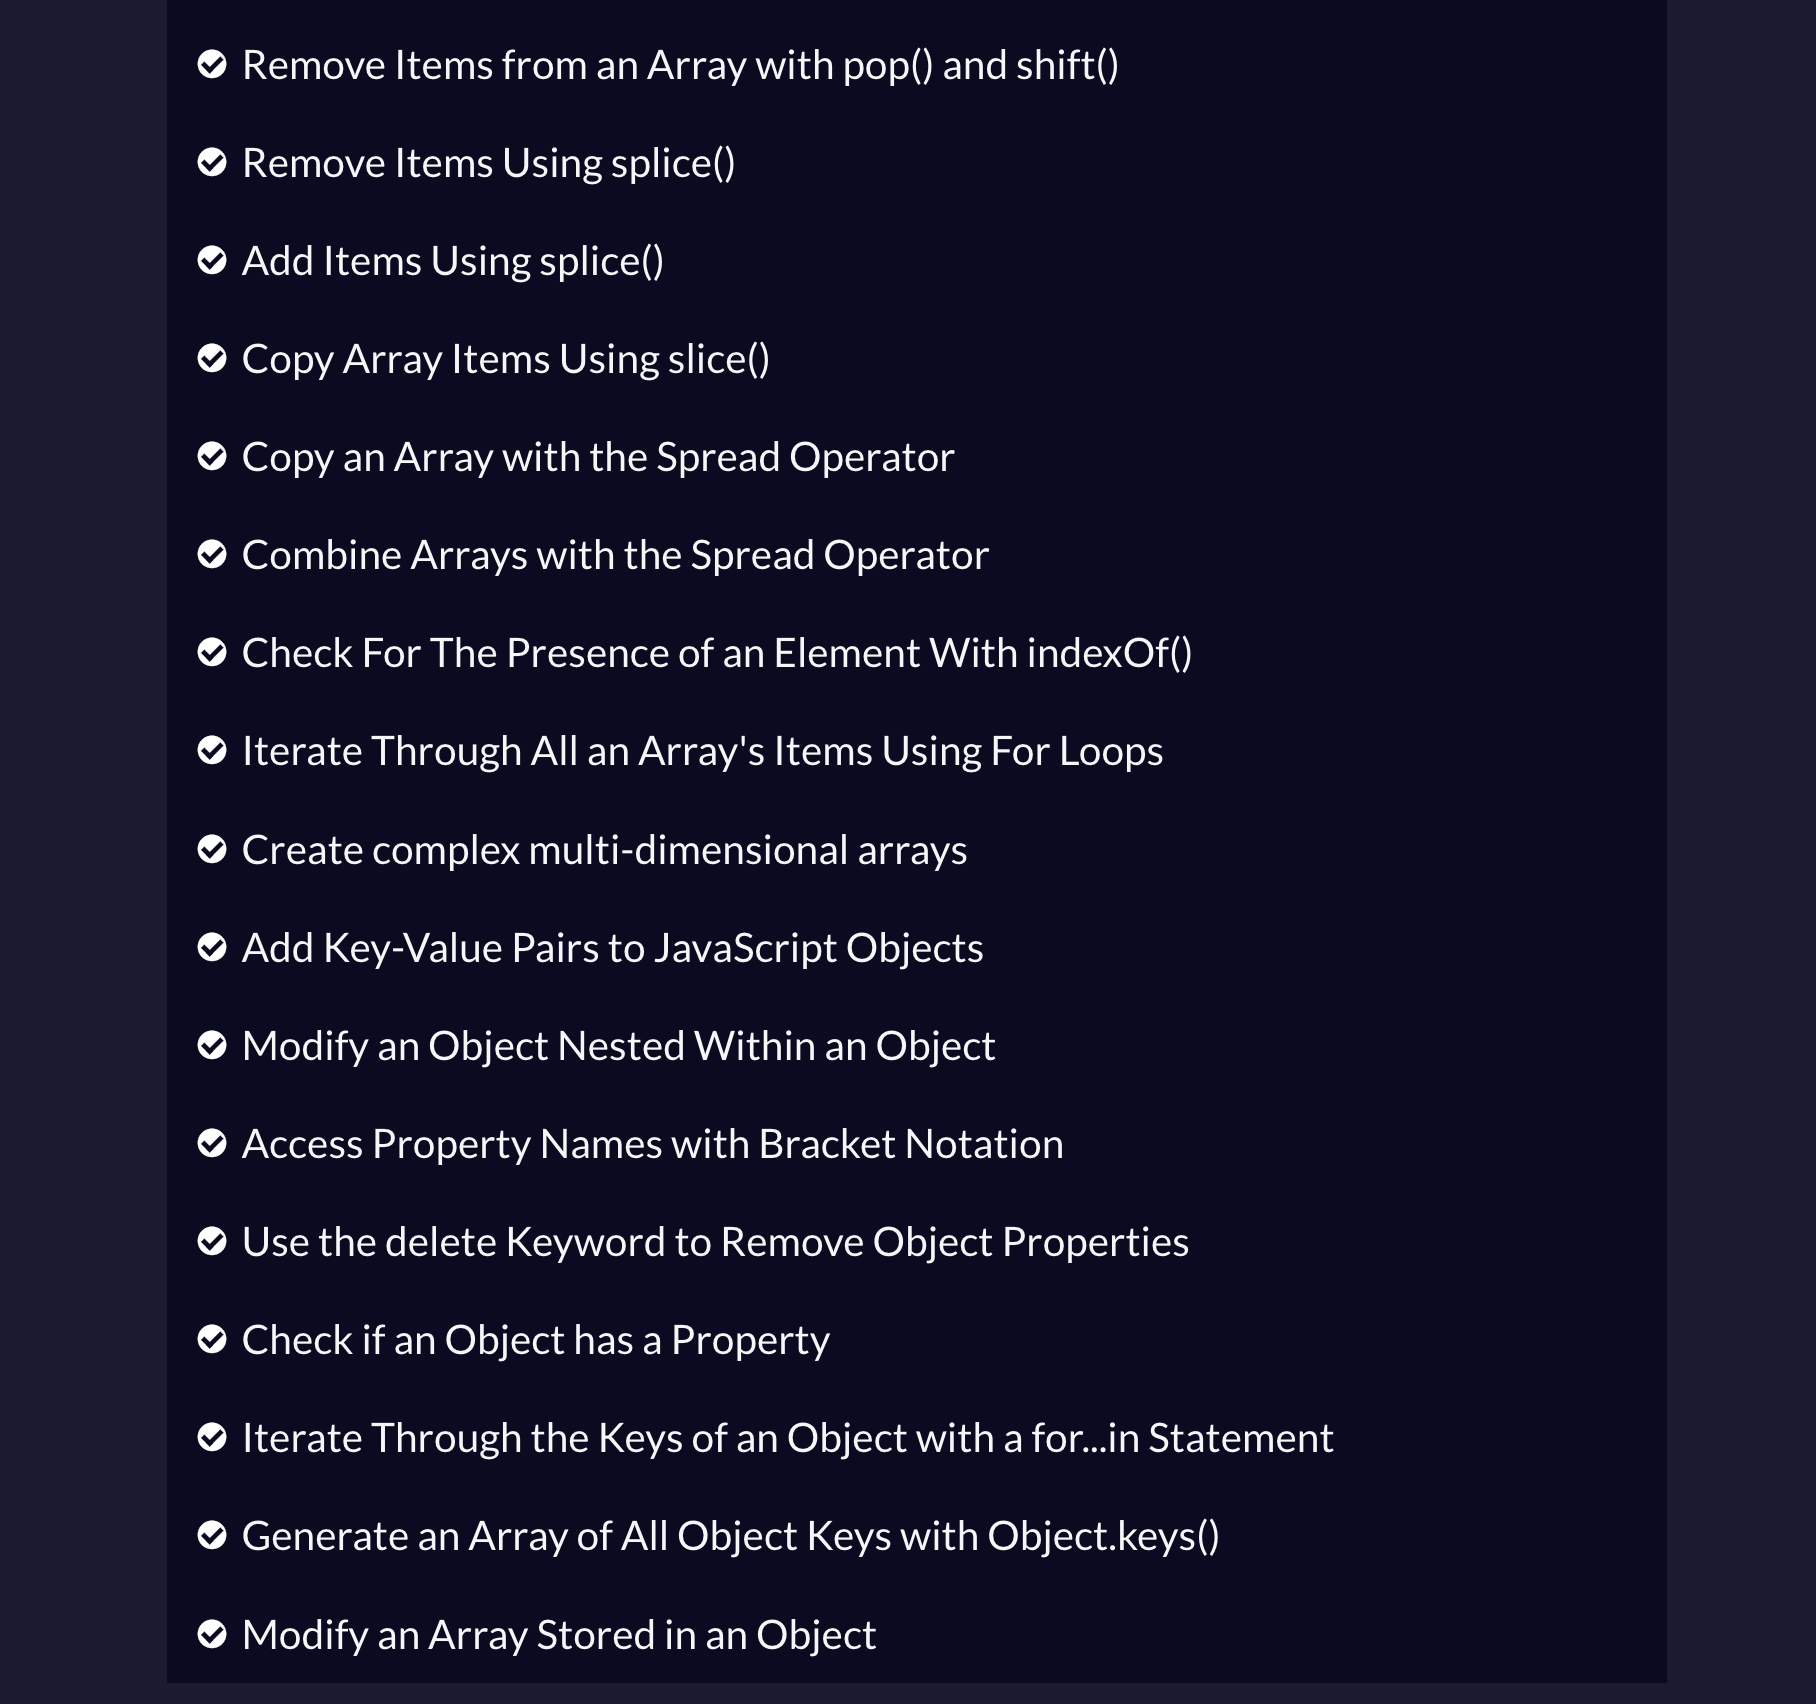 Remove Items from an Array with pop() and shift()
Remove Items Using splice()
Add Items Using splice()
Copy Array Items Using slice()
Copy an Array with the Spread Operator
Combine Arrays with the Spread Operator
Check For The Presence of an Element With indexOf()
Iterate Through All an Array's Items Using For Loops
Create complex multi-dimensional arrays
Add Key-Value Pairs to JavaScript Objects
Modify an Object Nested Within an Object
Access Property Names with Bracket Notation
Use the delete Keyword to Remove Object Properties
Check if an Object has a Property
Iterate Through the Keys of an Object with a for...in Statement
Generate an Array of All Object Keys with Object.keys()
Modify an Array Stored in an Object